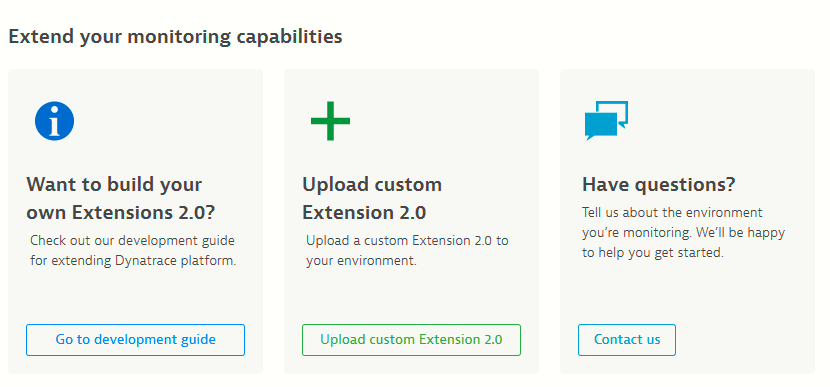 Extend your monitoring capabilities
Want to build your
own Extensions 2.0?
Check out our development guide
for extending Dynatrace platform.
Go to development guide
Upload custom
Extension 2.0
Upload a custom Extension 2.0 to
your environment.
Upload custom Extension 2.0
Have questions?
Tell us about the environment
you’re monitoring. We’ll be happy
to help you get started.
Contact us